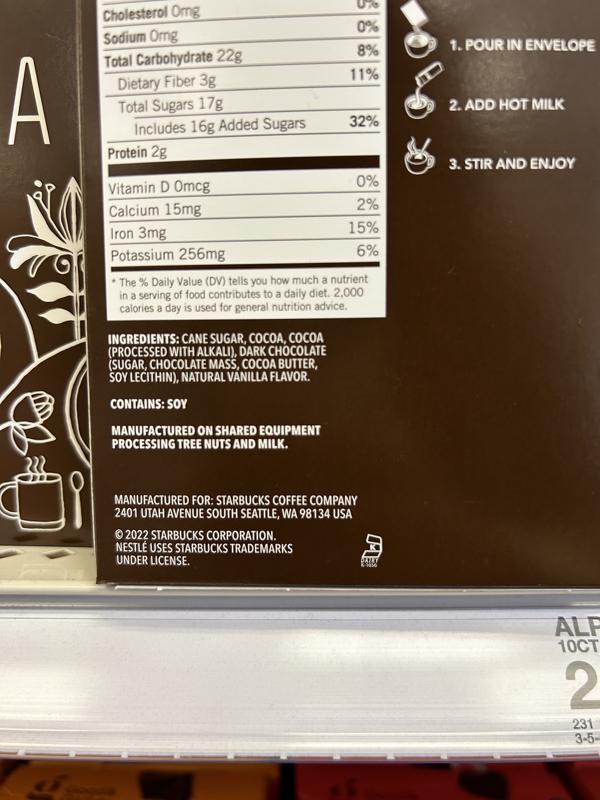 A
Cholesterol 0mg 0%
Sodium 0mg 0%
Total Carbohydrate 22g 8%
Dietary Fiber 3g 11%
Total Sugars 17g
Includes 16g Added Sugars 32%
Protein 2g
Vitamin D 0mcg 0%
Calcium 15mg 2%
Iron 3mg 15%
Potassium 256mg 6%
* The % Daily Value (DV) tells you how much a nutrient
in a serving of food contributes to a daily diet. 2,000
calories a day is used for general nutrition advice.
1. POUR IN ENVELOPE
2. ADD HOT MILK
3. STIR AND ENJOY
INGREDIENTS: CANE SUGAR, COCOA, COCOA
(PROCESSED WITH ALKALI), DARK CHOCOLATE
(SUGAR, CHOCOLATE MASS, COCOA BUTTER,
SOY LECITHIN), NATURAL VANILLA FLAVOR.
CONTAINS: SOY
MANUFACTURED ON SHARED EQUIPMENT
PROCESSING TREE NUTS AND MILK.
MANUFACTURED FOR: STARBUCKS COFFEE COMPANY
2401 UTAH AVENUE SOUTH SEATTLE, WA 98134 USA
© 2022 STARBUCKS CORPORATION.
NESTLÉ USES STARBUCKS TRADEMARKS
UNDER LICENSE.
K
DAIRY
K-1656
ALP
10CT
2
231
3-5-